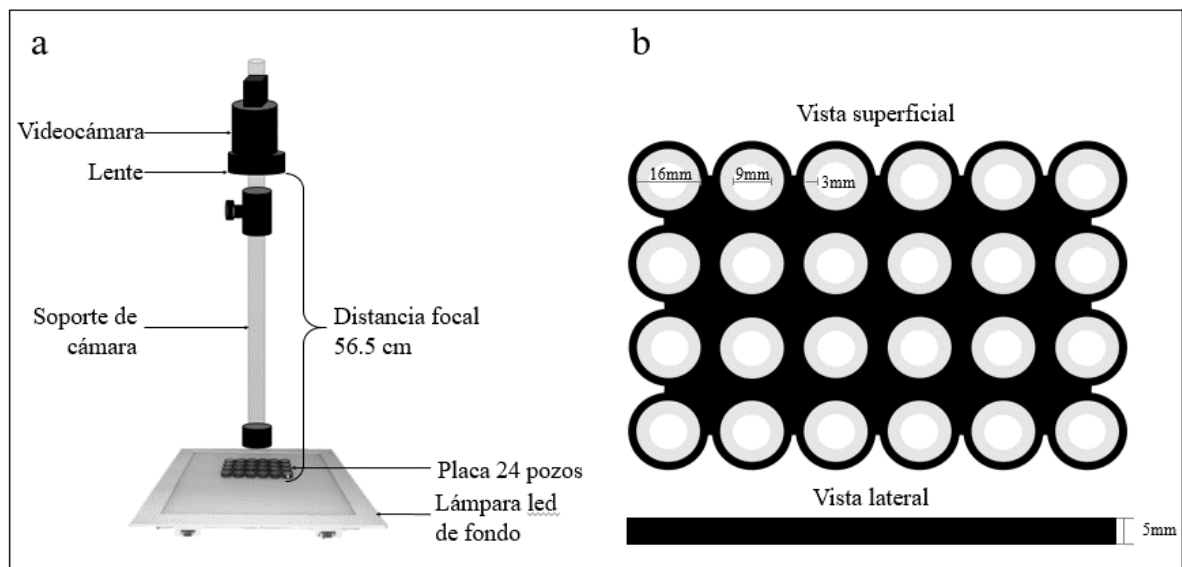 a
Videocámara
Lente
Soporte de
cámara
Distancia focal
56.5 cm
Placa 24 pozos
Lámpara led
de fondo
b
Vista superficial
16mm
9mm
3mm
Vista lateral
5mm